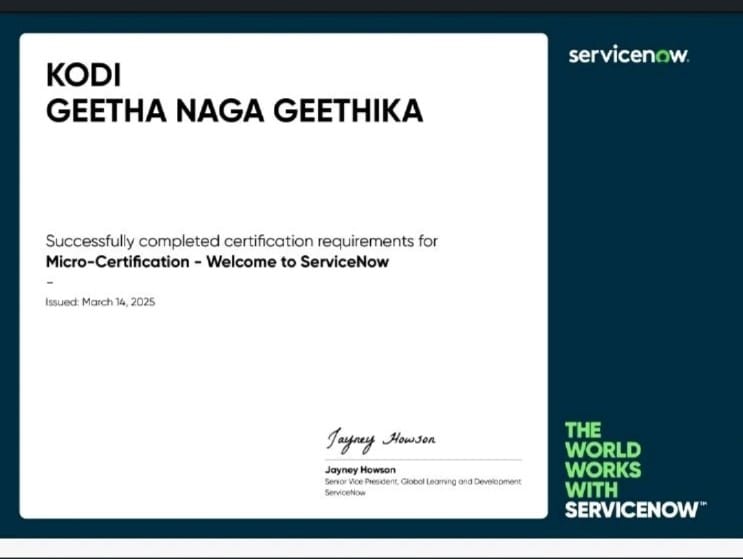 KODI
GEETHA NAGA GEETHIKA
servicenow.
Successfully completed certification requirements for
Micro-Certification - Welcome to ServiceNow
–
Issued: March 14, 2025
Jayney Howson
Jayney Howson
Senior Vice President, Global Learning and Development
ServiceNow
THE
WORLD
WORKS
WITH
SERVICENOW™